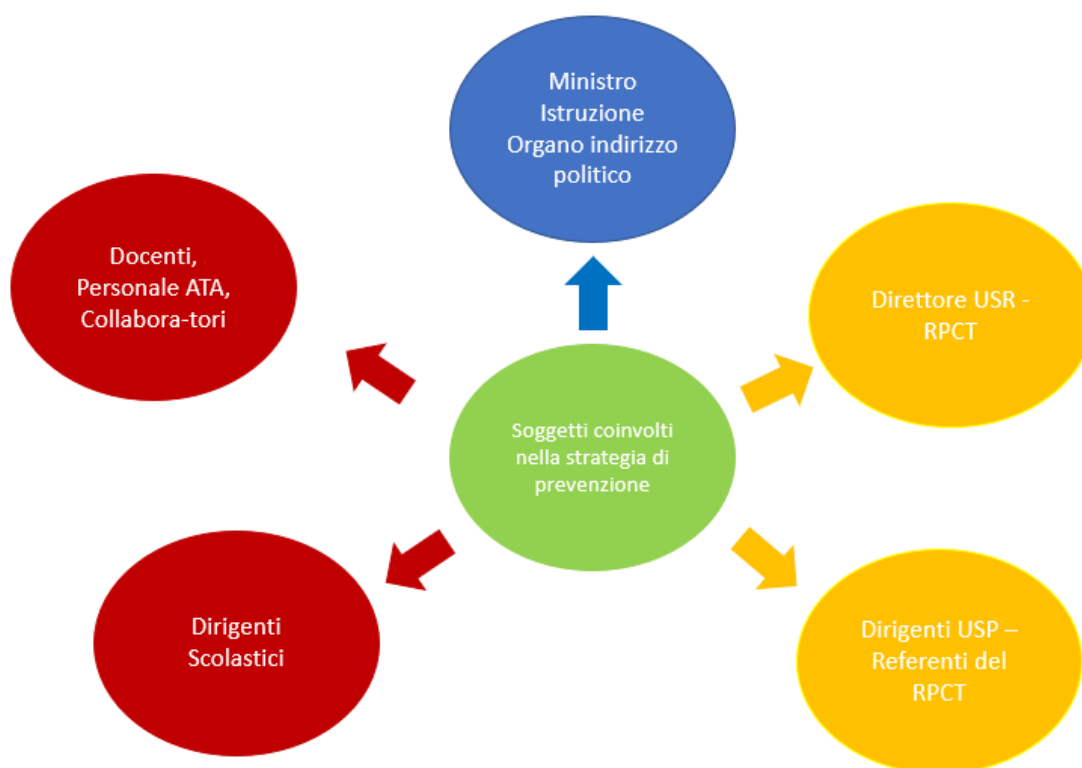 Ministro
Istruzione
Organo indirizzo
politico
Docenti,
Personale ATA,
Collabora-tori
Direttore USR -
RPCT
Soggetti coinvolti
nella strategia di
prevenzione
Dirigenti
Scolastici
Dirigenti USP –
Referenti del
RPCT